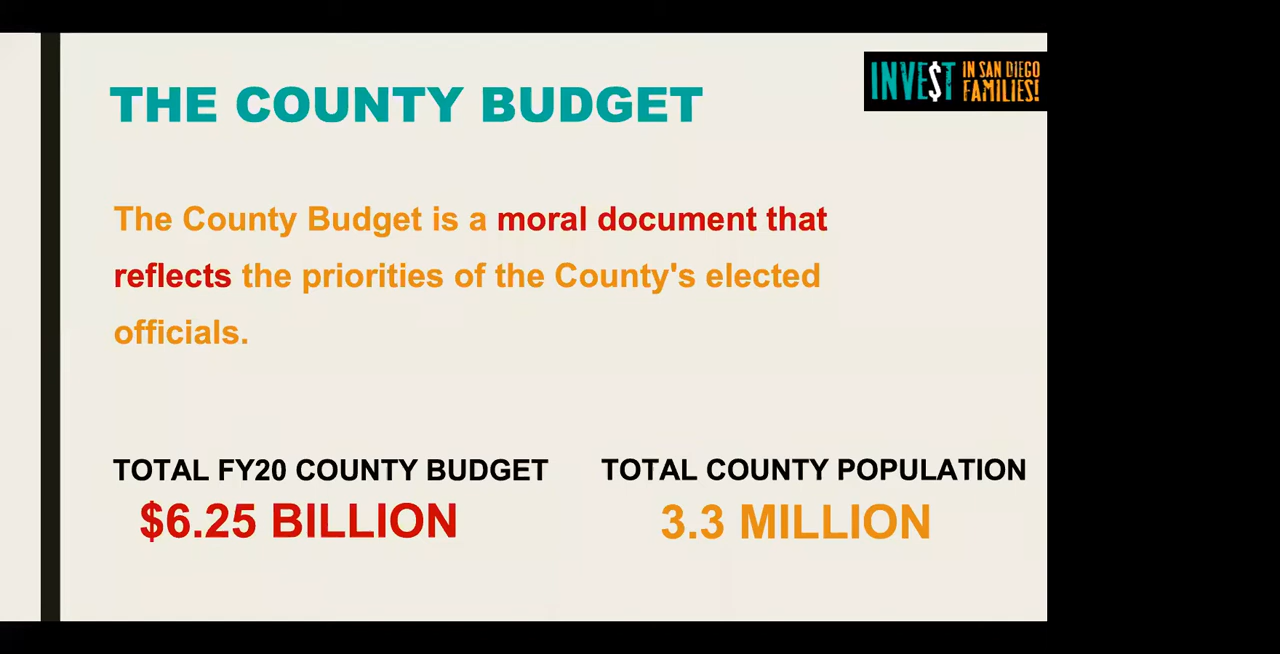 INVE$T IN SAN DIEGO
FAMILIES!
THE COUNTY BUDGET
The County Budget is a moral document that
reflects the priorities of the County's elected
officials.
TOTAL FY20 COUNTY BUDGET
$6.25 BILLION
TOTAL COUNTY POPULATION
3.3 MILLION